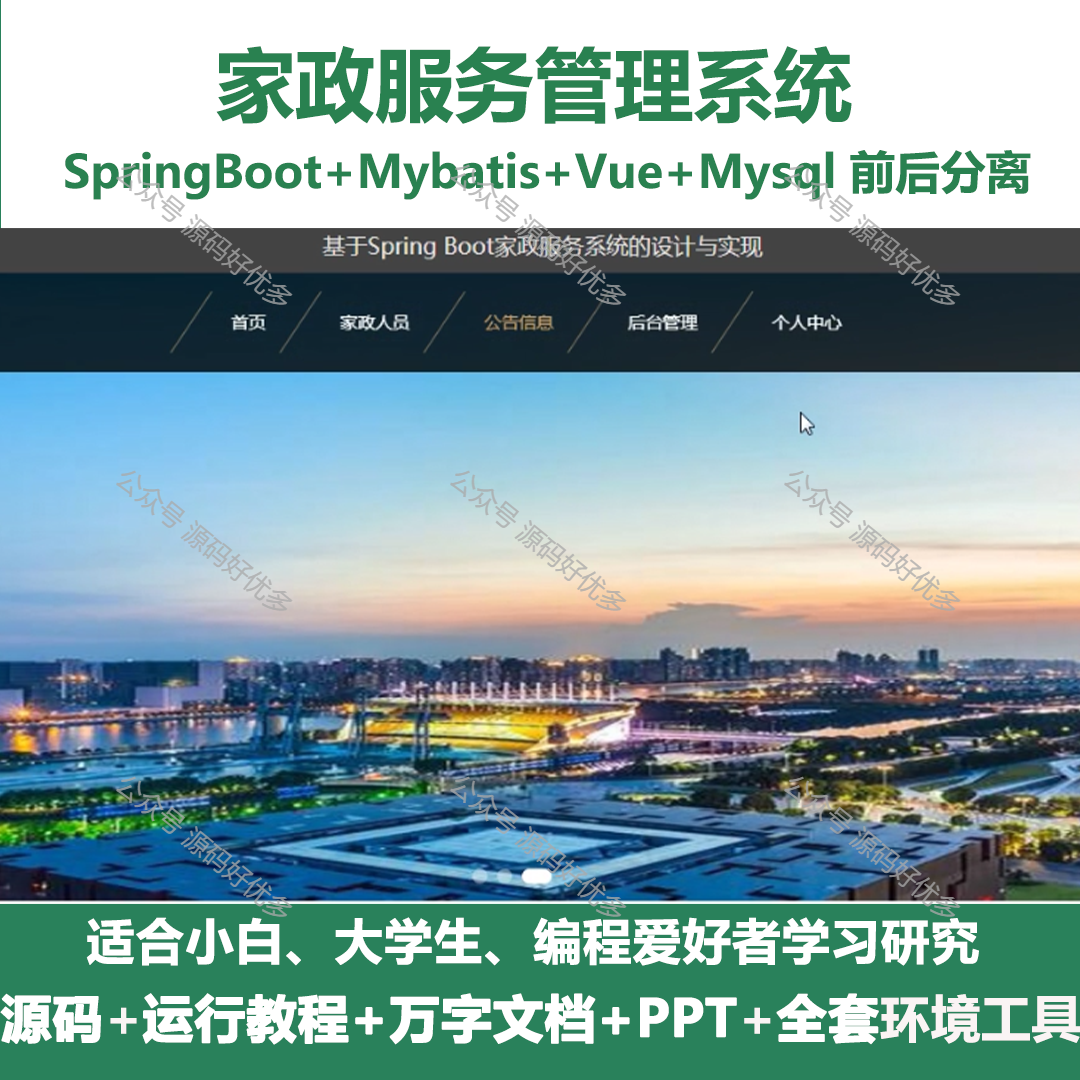 家政服务管理系统
SpringBoot+Mybatis+Vue+Mysql 前后分离
基于Spring Boot家政服务系统的设计与实现
首页 家政人员 公告信息 后台管理 个人中心
公众号 源码好优多
公众号 源码好优多
公众号 源码好优多
公众号 源码好优多
公众号 源码好优多
公众号 源码好优多
公众号 源码好优多
公众号 源码好优多
公众号 源码好优多
适合小白、大学生、编程爱好者学习研究
源码+运行教程+万字文档+PPT+全套环境工具